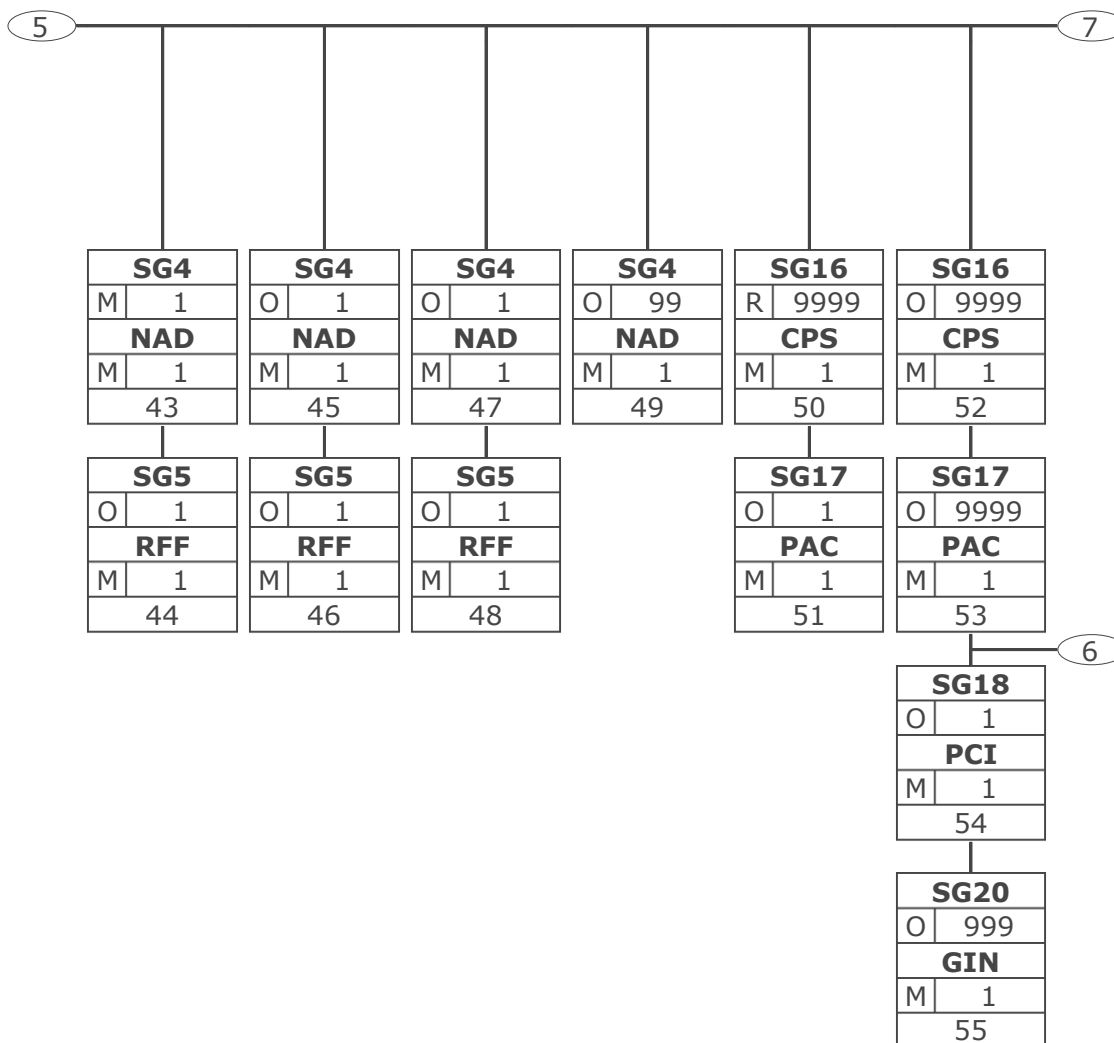 5 7
SG4 SG4 SG4 SG4 SG16 SG16
M 1 O 1 O 1 O 99 R 9999 O 9999
NAD NAD NAD NAD CPS CPS
M 1 M 1 M 1 M 1 M 1 M 1
43 45 47 49 50 52
SG5 SG5 SG5 SG17 SG17
O 1 O 1 O 1 O 1 O 9999
RFF RFF RFF PAC PAC
M 1 M 1 M 1 M 1 M 1
44 46 48 51 53
6
SG18
O 1
PCI
M 1
54
SG20
O 999
GIN
M 1
55